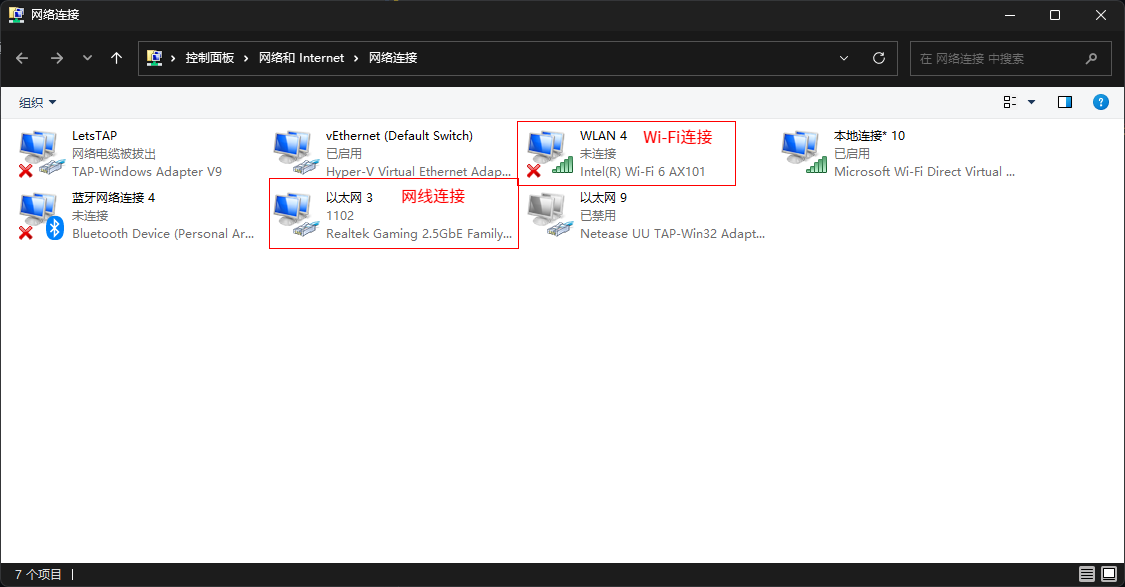 网络连接
控制面板 网络和 Internet 网络连接
在 网络连接 中搜索
组织
LetsTAP
网络电缆被拔出
TAP-Windows Adapter V9
vEthernet (Default Switch)
已启用
Hyper-V Virtual Ethernet Adap...
WLAN 4 Wi-Fi连接
未连接
Intel(R) Wi-Fi 6 AX101
本地连接* 10
已启用
Microsoft Wi-Fi Direct Virtual ...
蓝牙网络连接 4
未连接
Bluetooth Device (Personal Ar...
以太网 3 网线连接
1102
Realtek Gaming 2.5GbE Family...
以太网 9
已禁用
Netease UU TAP-Win32 Adapt...
7 个项目